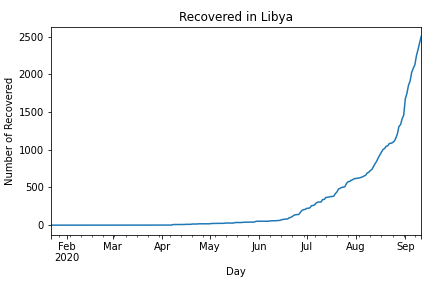 Recovered in Libya
Number of Recovered
2500
2000
1500
1000
500
0
Feb Mar Apr May Jun Jul Aug Sep
2020
Day